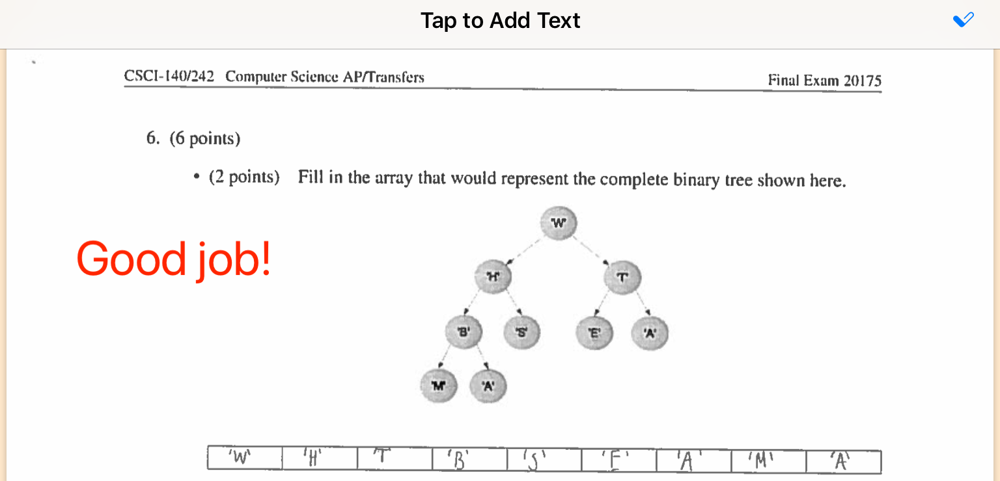 Tap to Add Text
CSCI-140/242 Computer Science AP/Transfers
Final Exam 20175
6. (6 points)
• (2 points) Fill in the array that would represent the complete binary tree shown here.
Good job!
'W'
'H' 'T'
'B' 'S' 'E' 'A'
'M' 'A'
'W' 'H' 'T' 'B' 'S' 'E' 'A' 'M' 'A'